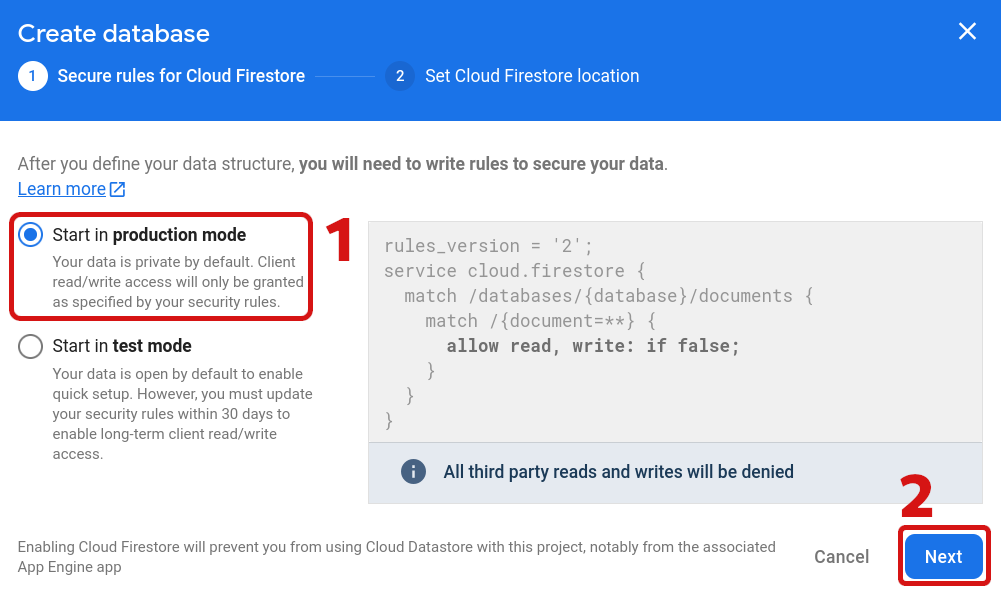 Create database
1 Secure rules for Cloud Firestore 2 Set Cloud Firestore location
After you define your data structure, you will need to write rules to secure your data.
Learn more
Start in production mode
Your data is private by default. Client
read/write access will only be granted
as specified by your security rules.
1
Start in test mode
Your data is open by default to enable
quick setup. However, you must update
your security rules within 30 days to
enable long-term client read/write
access.
rules_version = '2';
service cloud.firestore {
  match /databases/{database}/documents {
    match /{document=**} {
      allow read, write: if false;
    }
  }
}
All third party reads and writes will be denied
2
Enabling Cloud Firestore will prevent you from using Cloud Datastore with this project, notably from the associated
App Engine app
Cancel
Next